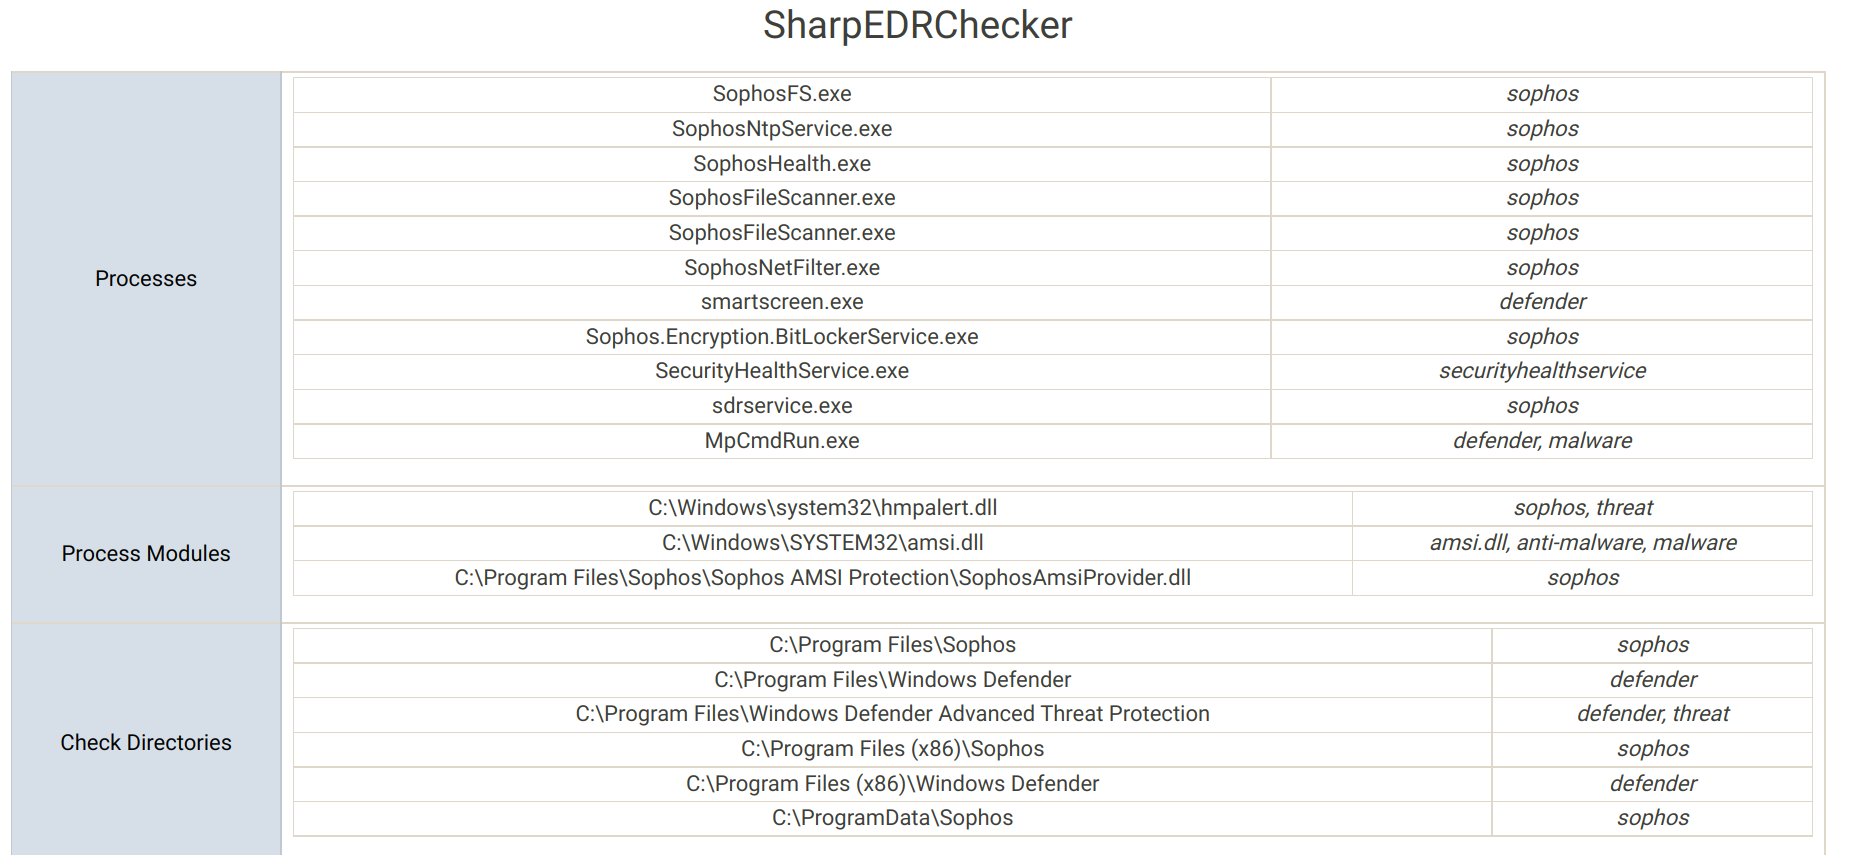 SharpEDRChecker
Processes
SophosFS.exe sophos
SophosNtpService.exe sophos
SophosHealth.exe sophos
SophosFileScanner.exe sophos
SophosFileScanner.exe sophos
SophosNetFilter.exe sophos
smartscreen.exe defender
Sophos.Encryption.BitLockerService.exe sophos
SecurityHealthService.exe securityhealthservice
sdrservice.exe sophos
MpCmdRun.exe defender, malware
Process Modules
C:\Windows\system32\hmpalert.dll sophos, threat
C:\Windows\SYSTEM32\amsi.dll amsi.dll, anti-malware, malware
C:\Program Files\Sophos\Sophos AMSI Protection\SophosAmsiProvider.dll sophos
Check Directories
C:\Program Files\Sophos sophos
C:\Program Files\Windows Defender defender
C:\Program Files\Windows Defender Advanced Threat Protection defender, threat
C:\Program Files (x86)\Sophos sophos
C:\Program Files (x86)\Windows Defender defender
C:\ProgramData\Sophos sophos